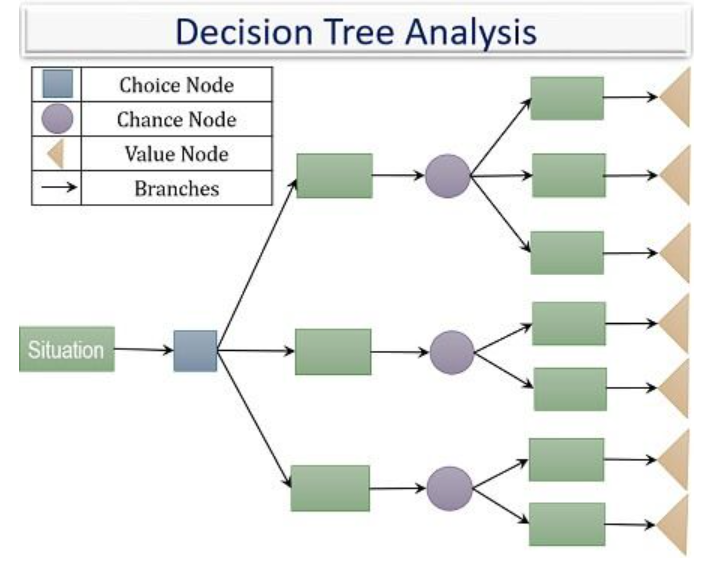 Decision Tree Analysis
Choice Node
Chance Node
Value Node
Branches
Situation